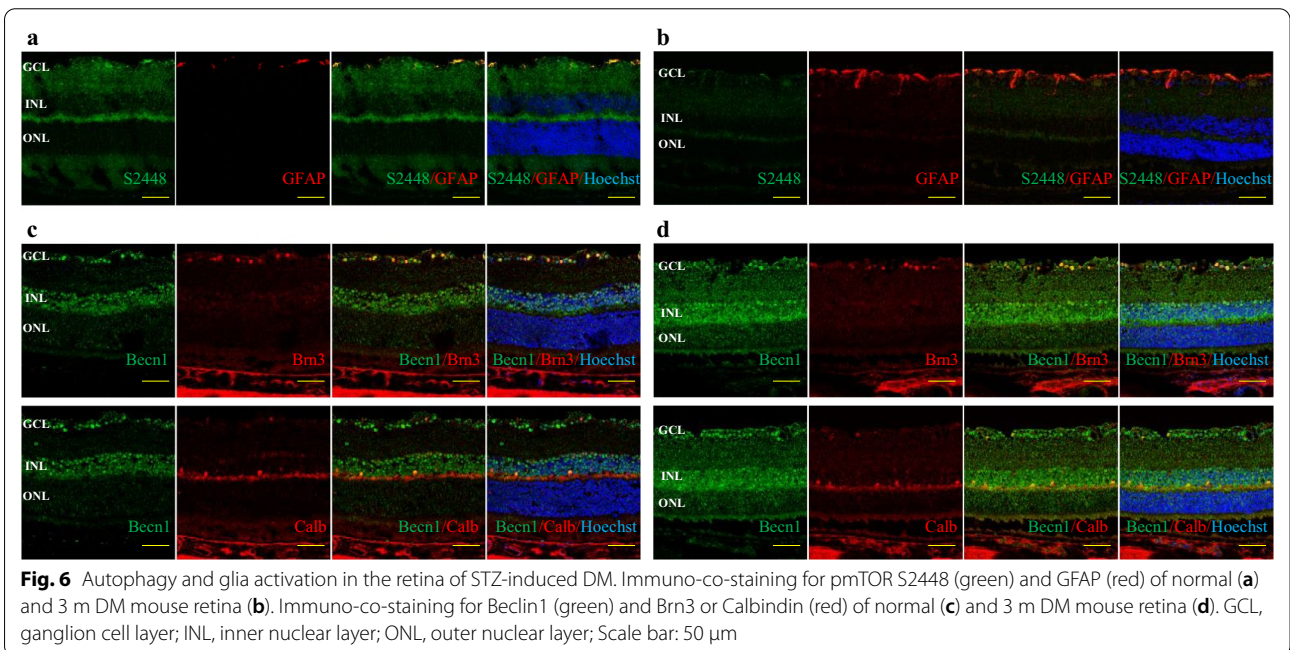 a
b
GCL
INL
ONL
S2448
GFAP
S2448/GFAP
S2448/GFAP/Hoechst
GCL
INL
ONL
S2448
GFAP
S2448/GFAP
S2448/GFAP/Hoechst
c
d
GCL
INL
ONL
Becn1
Brn3
Becn1/Brn3
Becn1/Brn3/Hoechst
GCL
INL
ONL
Becn1
Brn3
Becn1/Brn3
Becn1/Brn3/Hoechst
GCL
INL
ONL
Becn1
Calb
Becn1/Calb
Becn1/Calb/Hoechst
GCL
INL
ONL
Becn1
Calb
Becn1/Calb
Becn1/Calb/Hoechst
Fig. 6 Autophagy and glia activation in the retina of STZ-induced DM. Immuno-co-staining for pmTOR S2448 (green) and GFAP (red) of normal (a)
and 3 m DM mouse retina (b). Immuno-co-staining for Beclin1 (green) and Brn3 or Calbindin (red) of normal (c) and 3 m DM mouse retina (d). GCL,
ganglion cell layer; INL, inner nuclear layer; ONL, outer nuclear layer; Scale bar: 50 µm